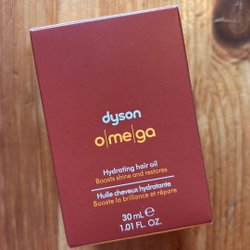 dyson
o|me|ga
Hydrating hair oil
Boosts shine and restores
Huile cheveux hydratante
Booste la brillance et répare
30 mL ℮
1.01 FL. OZ.